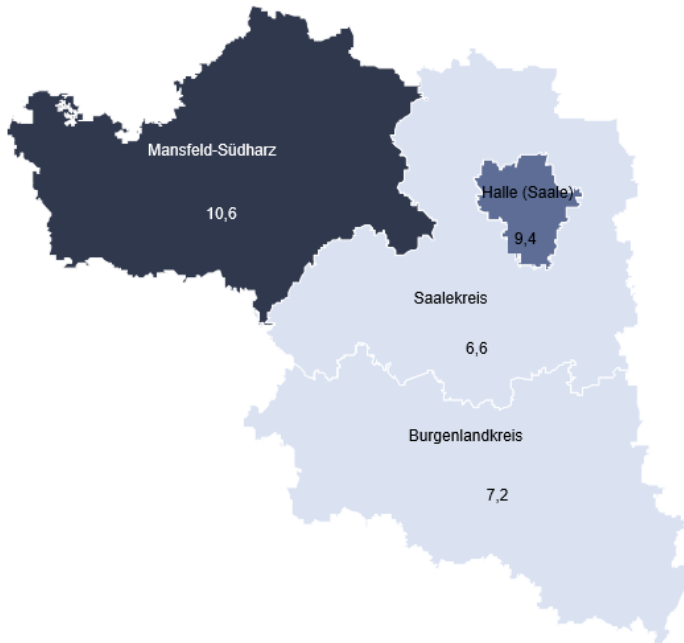 Mansfeld-Südharz
10,6
Halle (Saale)
9,4
Saalekreis
6,6
Burgenlandkreis
7,2